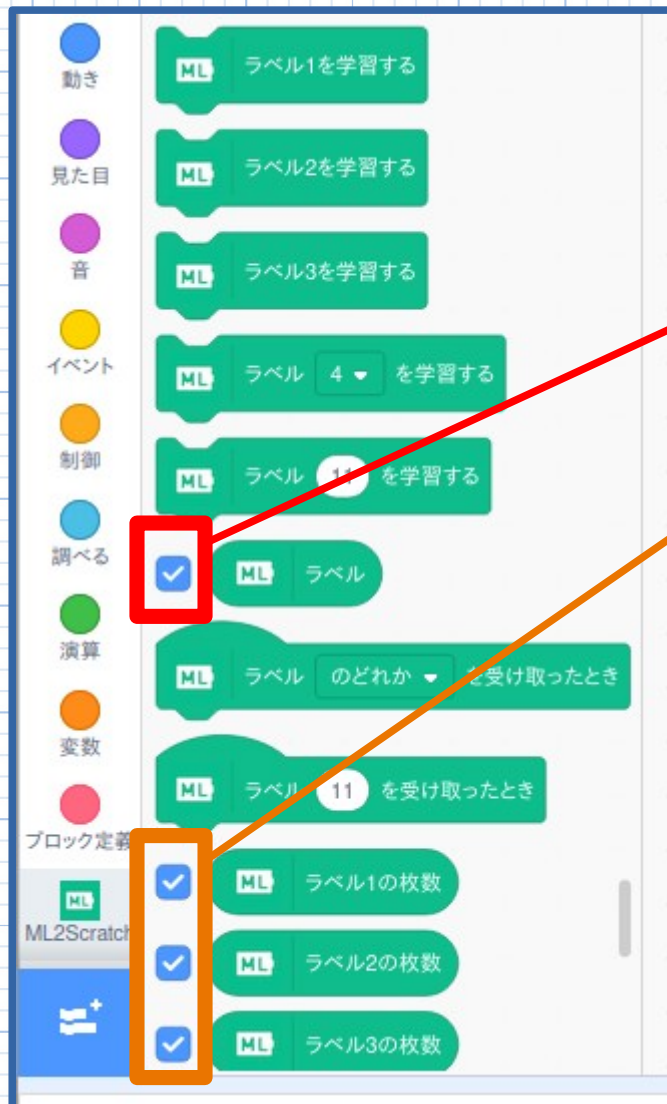 動き
見た目
音
イベント
制御
調べる
演算
変数
ブロック定義
ML
ML2Scratch
ML ラベル1を学習する
ML ラベル2を学習する
ML ラベル3を学習する
ML ラベル 4 を学習する
ML ラベル 11 を学習する
ML ラベル
ML ラベル のどれか を受け取ったとき
ML ラベル 11 を受け取ったとき
ML ラベル1の枚数
ML ラベル2の枚数
ML ラベル3の枚数